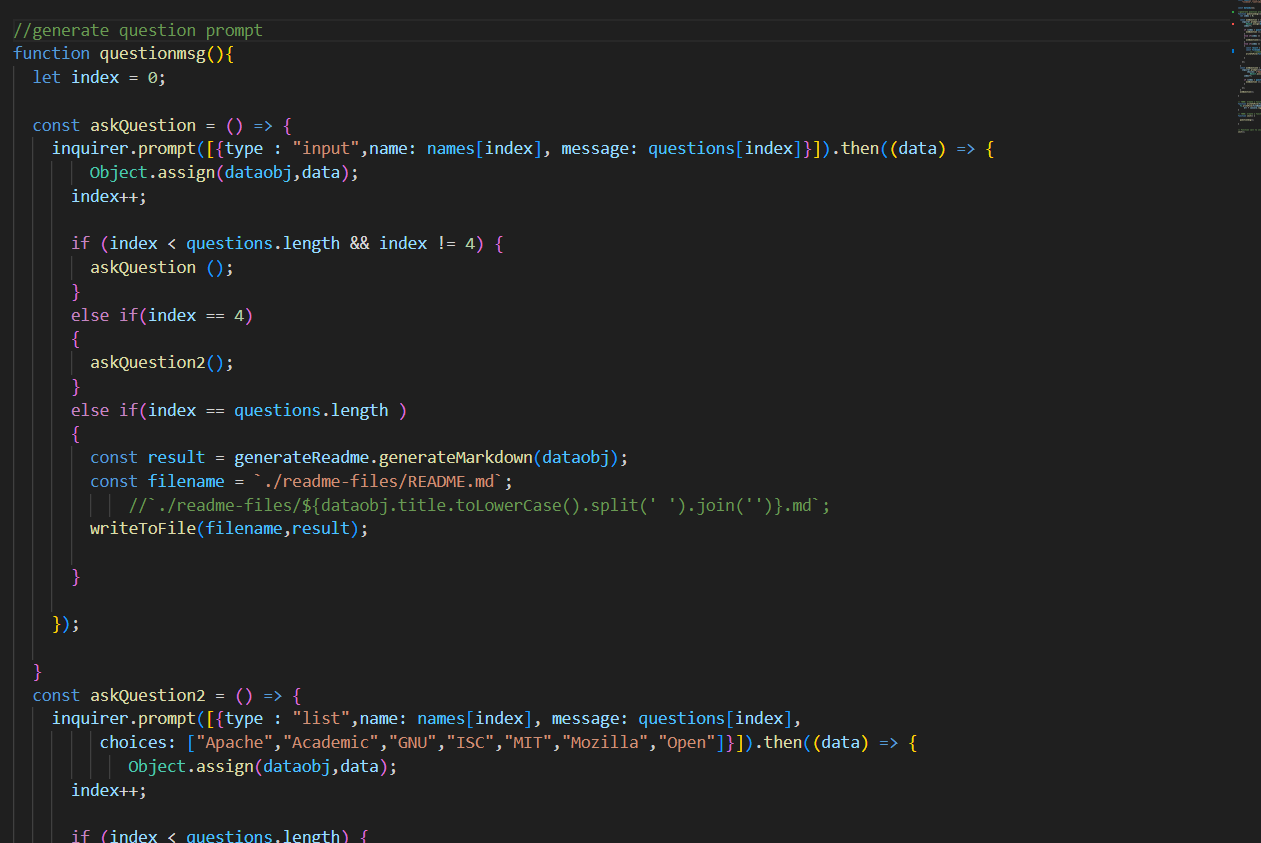 //generate question prompt
function questionmsg(){
  let index = 0;

  const askQuestion = () => {
    inquirer.prompt([{type : "input",name: names[index], message: questions[index]}]).then((data) => {
        Object.assign(dataobj,data);
      index++;

      if (index < questions.length && index != 4) {
        askQuestion ();
      }
      else if(index == 4)
      {
        askQuestion2();
      }
      else if(index == questions.length )
      {
        const result = generateReadme.generateMarkdown(dataobj);
        const filename = `./readme-files/README.md`;
            //`./readme-files/${dataobj.title.toLowerCase().split(' ').join('')}.md`;
        writeToFile(filename,result);

      }

    });

  }
  const askQuestion2 = () => {
    inquirer.prompt([{type : "list",name: names[index], message: questions[index],
         choices: ["Apache","Academic","GNU","ISC","MIT","Mozilla","Open"]}]).then((data) => {
            Object.assign(dataobj,data);
      index++;

      if (index < questions.length) {